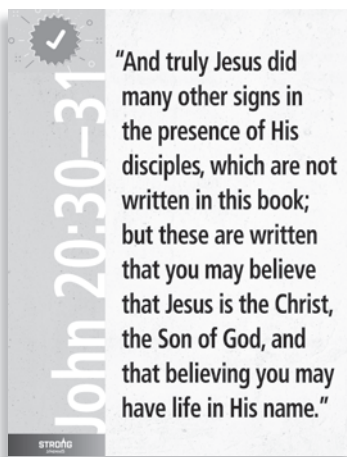 John 20:30–31
“And truly Jesus did
many other signs in
the presence of His
disciples, which are not
written in this book;
but these are written
that you may believe
that Jesus is the Christ,
the Son of God, and
that believing you may
have life in His name.”
STRONG